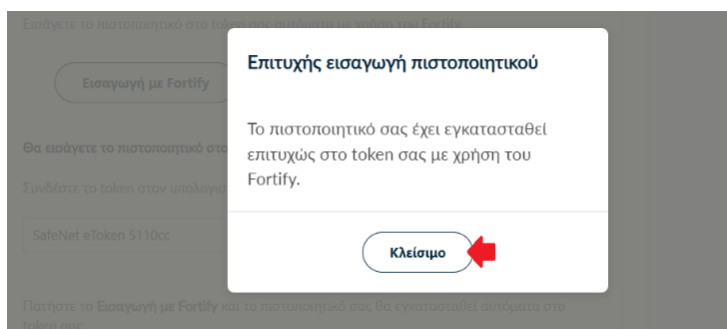 Εισάγετε το πιστοποιητικό στο token σας αυτόματα με χρήση του Fortify.
Εισαγωγή με Fortify
Επιτυχής εισαγωγή πιστοποιητικού
Το πιστοποιητικό σας έχει εγκατασταθεί
επιτυχώς στο token σας με χρήση του
Fortify.
Κλείσιμο
Θα εισάγετε το πιστοποιητικό στο
Συνδέστε το token στον
SafeNet eToken 5110cc
Πατήστε το Εισαγωγή με Fortify και το πιστοποιητικό σας θα εγκατασταθεί αυτόματα στο
token σας